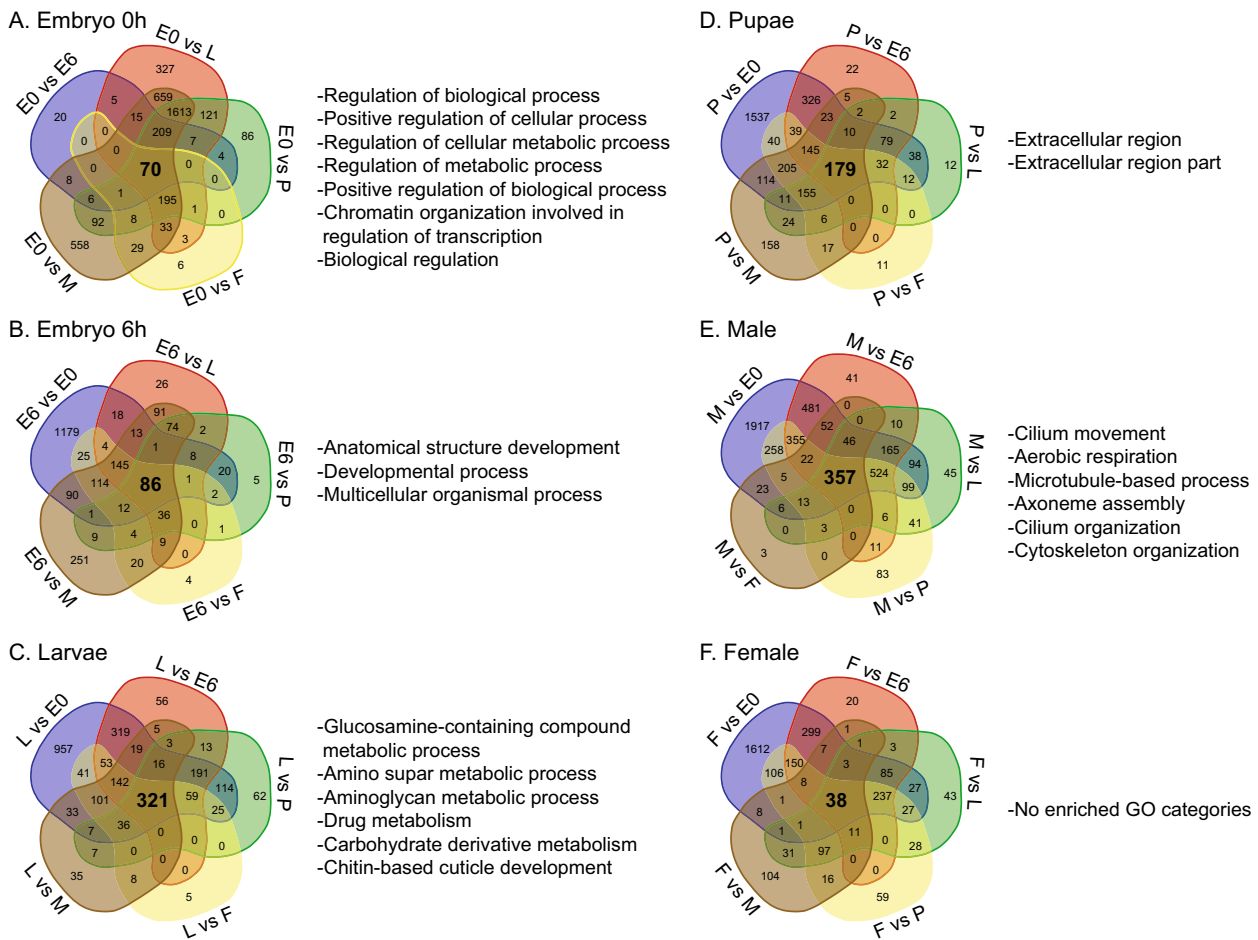 A. Embryo 0h
E0 vs E6
E0 vs L
E0 vs P
E0 vs F
E0 vs M
327
20
5
659
1613
121
86
15
209
7
4
0
0
0
0
70
0
0
8
6
1
195
1
0
92
8
33
3
558
29
6
-Regulation of biological process
-Positive regulation of cellular process
-Regulation of cellular metabolic prcoess
-Regulation of metabolic process
-Positive regulation of biological process
-Chromatin organization involved in
regulation of transcription
-Biological regulation
B. Embryo 6h
E6 vs E0
E6 vs L
E6 vs P
E6 vs F
E6 vs M
26
1179
18
91
74
2
13
1
8
20
5
25
4
145
114
86
1
2
90
1
12
36
0
1
9
4
9
0
251
20
4
-Anatomical structure development
-Developmental process
-Multicellular organismal process
C. Larvae
L vs E0
L vs E6
L vs P
L vs F
L vs M
56
957
319
5
3
13
19
16
191
114
62
41
53
142
101
321
59
25
33
7
36
0
0
0
7
0
0
0
35
8
5
-Glucosamine-containing compound
metabolic process
-Amino supar metabolic process
-Aminoglycan metabolic process
-Drug metabolism
-Carbohydrate derivative metabolism
-Chitin-based cuticle development
D. Pupae
P vs E0
P vs E6
P vs L
P vs F
P vs M
22
1537
326
5
2
2
23
10
79
38
12
40
39
145
205
179
32
12
114
11
155
0
0
0
24
6
0
0
158
17
11
-Extracellular region
-Extracellular region part
E. Male
M vs E0
M vs E6
M vs L
M vs P
M vs F
41
1917
481
0
0
10
52
46
165
94
45
258
355
22
5
357
524
99
23
6
13
0
6
41
0
3
0
11
3
0
83
-Cilium movement
-Aerobic respiration
-Microtubule-based process
-Axoneme assembly
-Cilium organization
-Cytoskeleton organization
F. Female
F vs E0
F vs E6
F vs L
F vs P
F vs M
20
1612
299
1
1
3
7
3
85
27
43
106
150
8
1
38
237
27
8
1
1
11
0
28
31
97
0
0
104
16
59
-No enriched GO categories